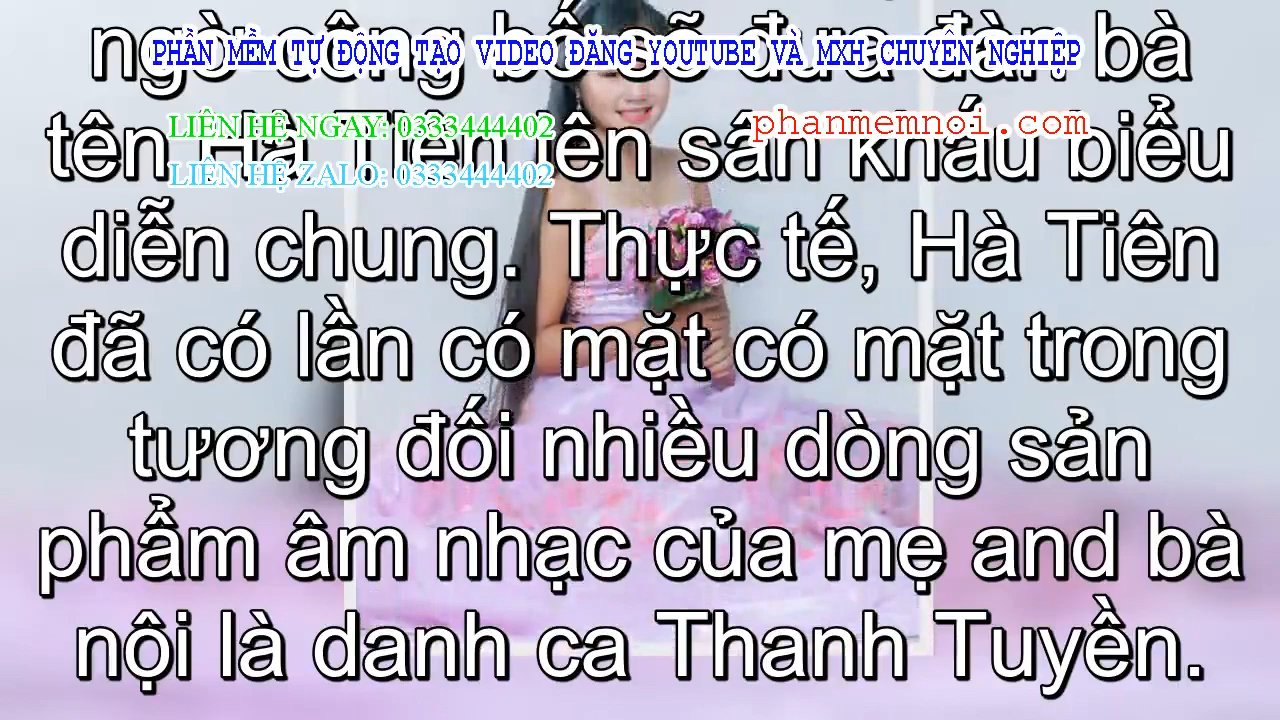 PHẦN MỀM TỰ ĐỘNG TẠO VIDEO ĐĂNG YOUTUBE VÀ MXH CHUYÊN NGHIỆP
ngờ công bố sẽ đưa đàn bà
LIÊN HỆ NGAY: 0333444402
phanmemnoi.com
tên Hà Tiên lên sân khấu biểu
LIÊN HỆ ZALO: 0333444402
diễn chung. Thực tế, Hà Tiên
đã có lần có mặt có mặt trong
tương đối nhiều dòng sản
phẩm âm nhạc của mẹ and bà
nội là danh ca Thanh Tuyền.